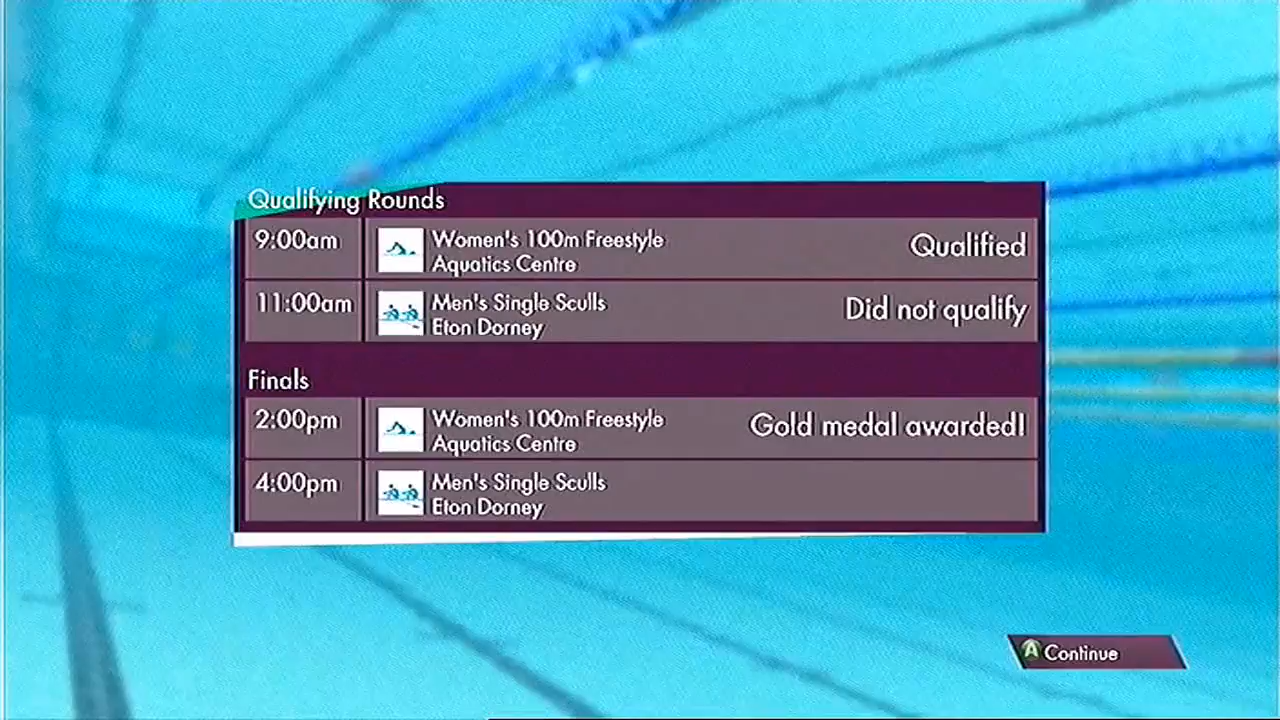 Qualifying Rounds
9:00am
Women's 100m Freestyle
Aquatics Centre
Qualified
11:00am
Men's Single Sculls
Eton Dorney
Did not qualify
Finals
2:00pm
Women's 100m Freestyle
Aquatics Centre
Gold medal awarded!
4:00pm
Men's Single Sculls
Eton Dorney
A Continue